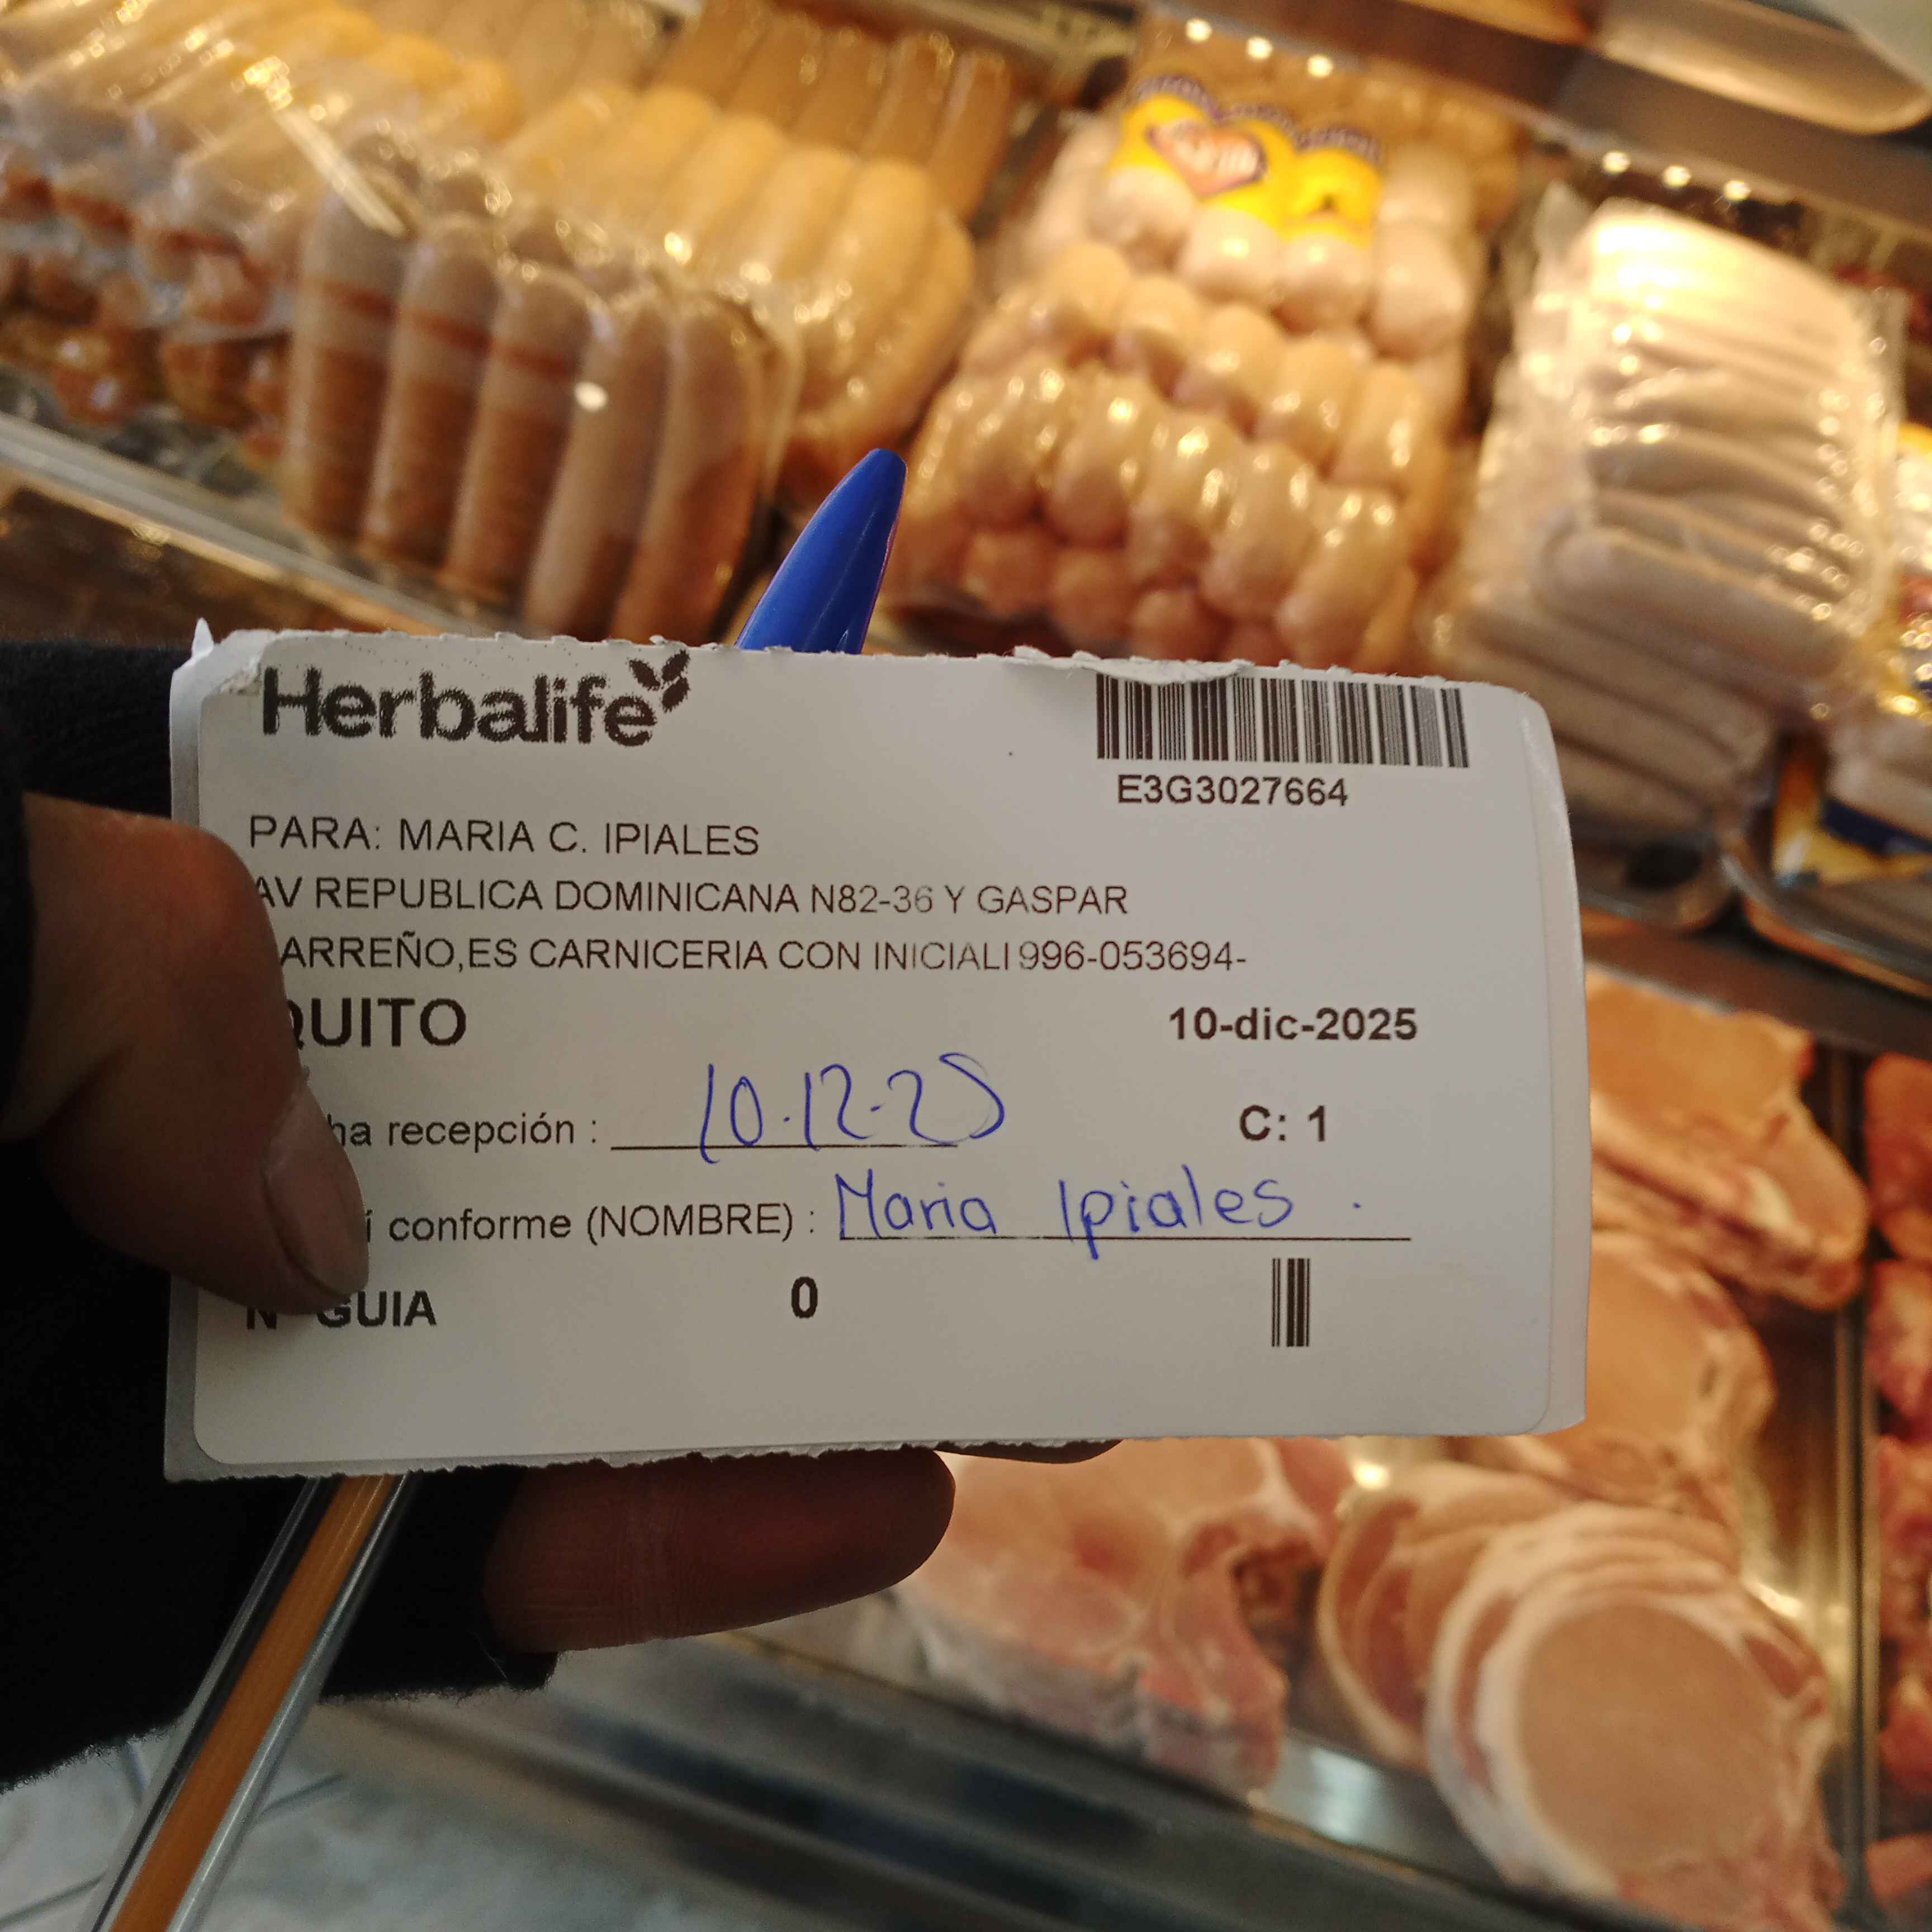 Herbalife
E3G3027664
PARA: MARIA C. IPIALES
AV REPUBLICA DOMINICANA N82-36 Y GASPAR
ARREÑO,ES CARNICERIA CON INICIALI 996-053694-
QUITO
10-dic-2025
ha recepción : 10.12.25
C: 1
í conforme (NOMBRE) : Maria Ipiales .
N° GUIA 0